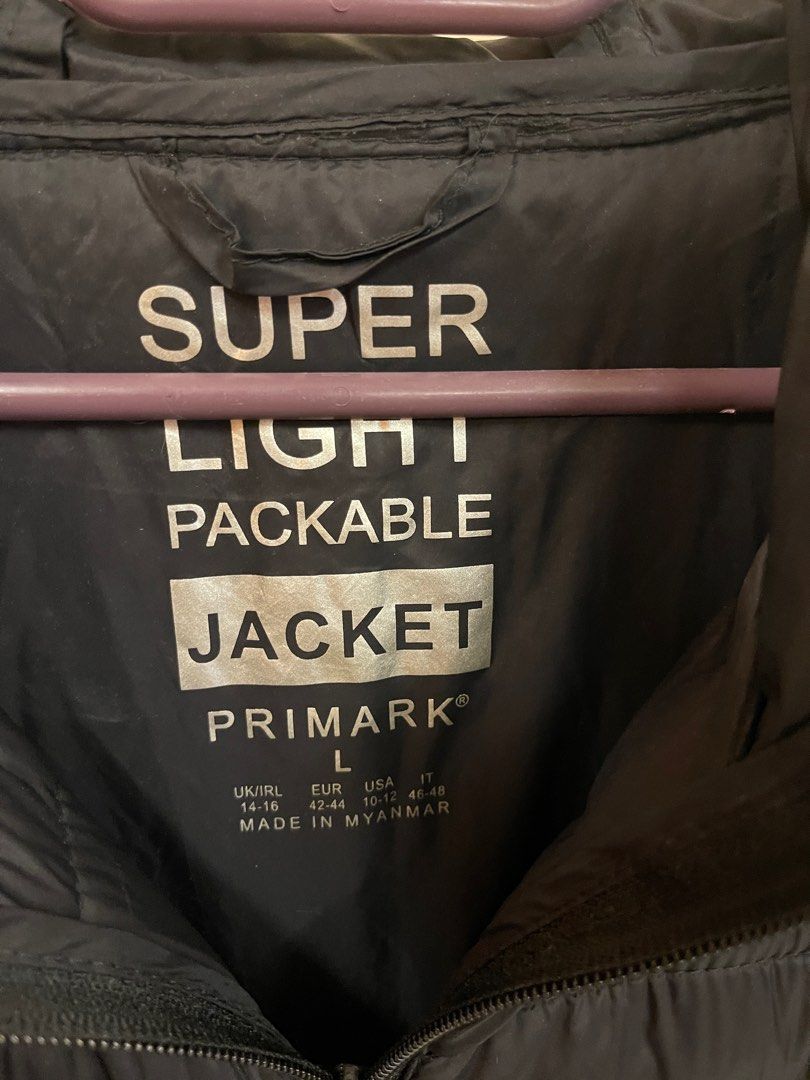 SUPER
LIGHT
PACKABLE
JACKET
PRIMARK®
L
UK/IRL EUR USA IT
14-16 42-44 10-12 46-48
MADE IN MYANMAR